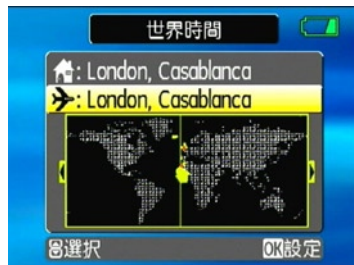 世界時間
: London, Casablanca
: London, Casablanca
選択
OK設定